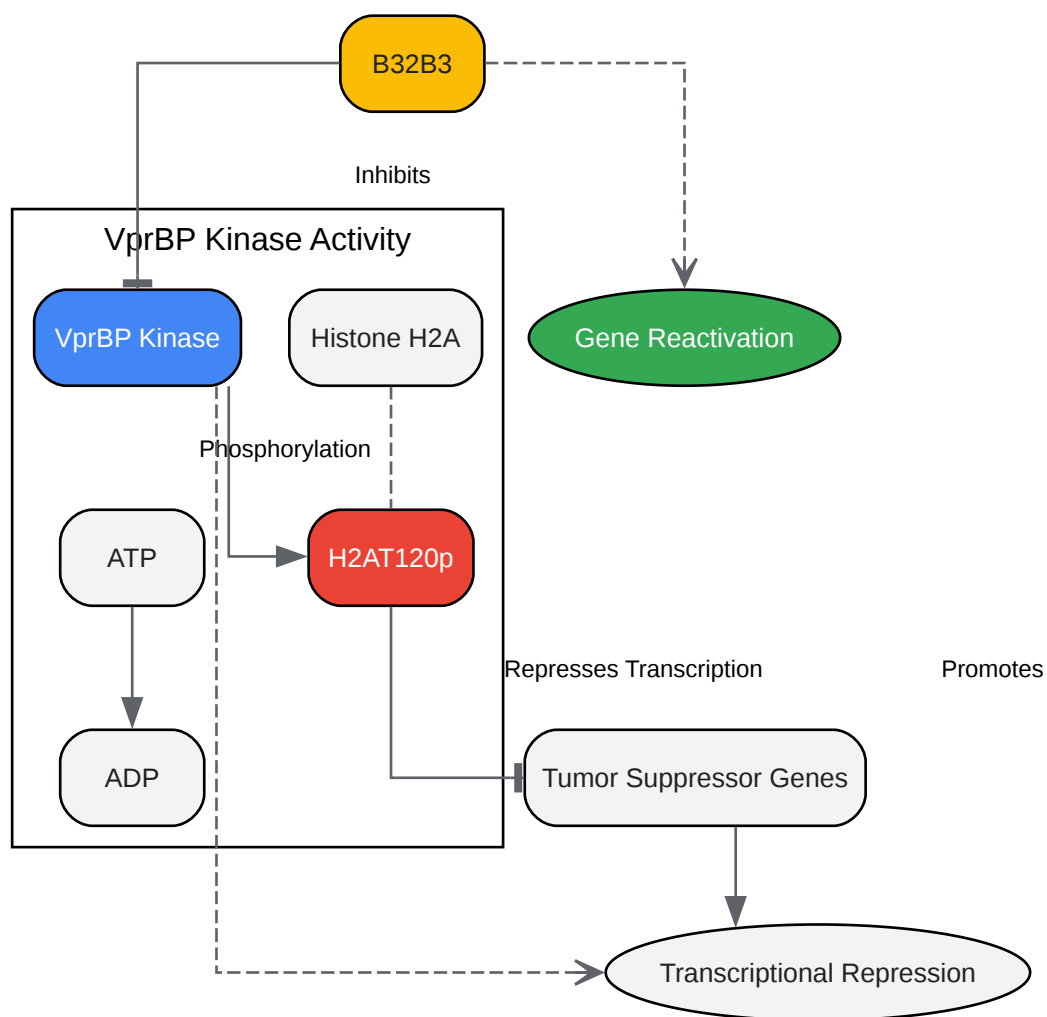 B32B3
Inhibits
VprBP Kinase Activity
VprBP Kinase
Histone H2A
Gene Reactivation
Phosphorylation
ATP
H2AT120p
Represses Transcription
Promotes
ADP
Tumor Suppressor Genes
Transcriptional Repression